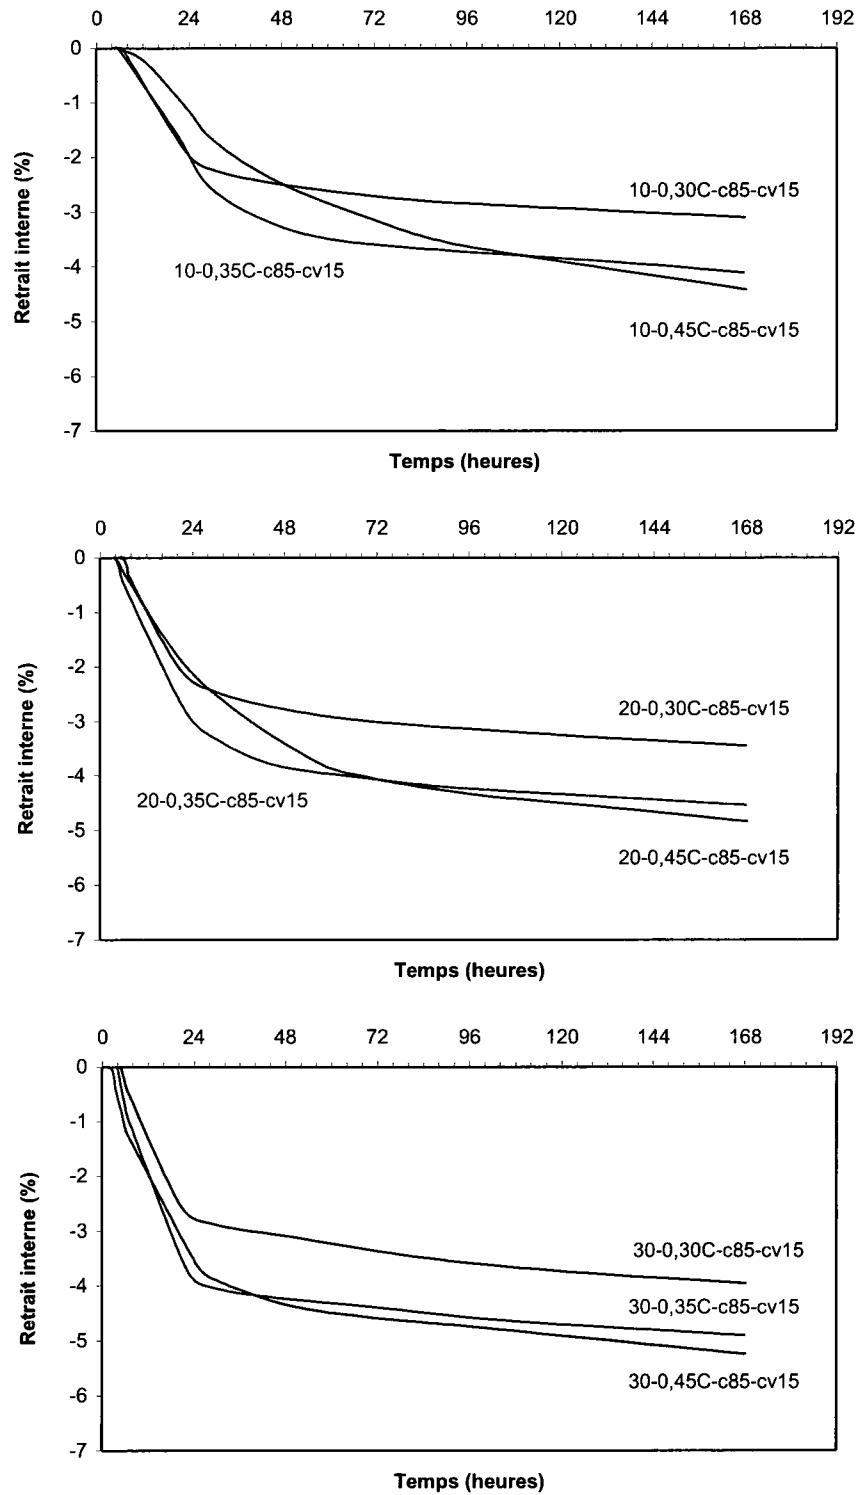 0 24 48 72 96 120 144 168 192
0
-1
-2
-3
-4
-5
-6
-7
Retrait interne (%)
10-0,30C-c85-cv15
10-0,35C-c85-cv15
10-0,45C-c85-cv15
Temps (heures)
0 24 48 72 96 120 144 168 192
0
-1
-2
-3
-4
-5
-6
-7
Retrait interne (%)
20-0,30C-c85-cv15
20-0,35C-c85-cv15
20-0,45C-c85-cv15
Temps (heures)
0 24 48 72 96 120 144 168 192
0
-1
-2
-3
-4
-5
-6
-7
Retrait interne (%)
30-0,30C-c85-cv15
30-0,35C-c85-cv15
30-0,45C-c85-cv15
Temps (heures)